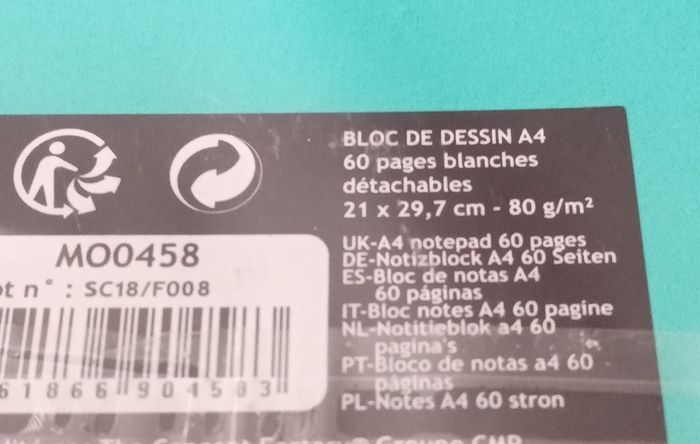 BLOC DE DESSIN A4
60 pages blanches
détachables
21 x 29,7 cm - 80 g/m²
UK-A4 notepad 60 pages
DE-Notizblock A4 60 Seiten
ES-Bloc de notas A4
60 páginas
IT-Bloc notes A4 60 pagine
NL-Notitieblok a4 60
pagina's
PT-Bloco de notas a4 60
páginas
PL-Notes A4 60 stron
MO0458
n° : SC18/F008
61866 904583